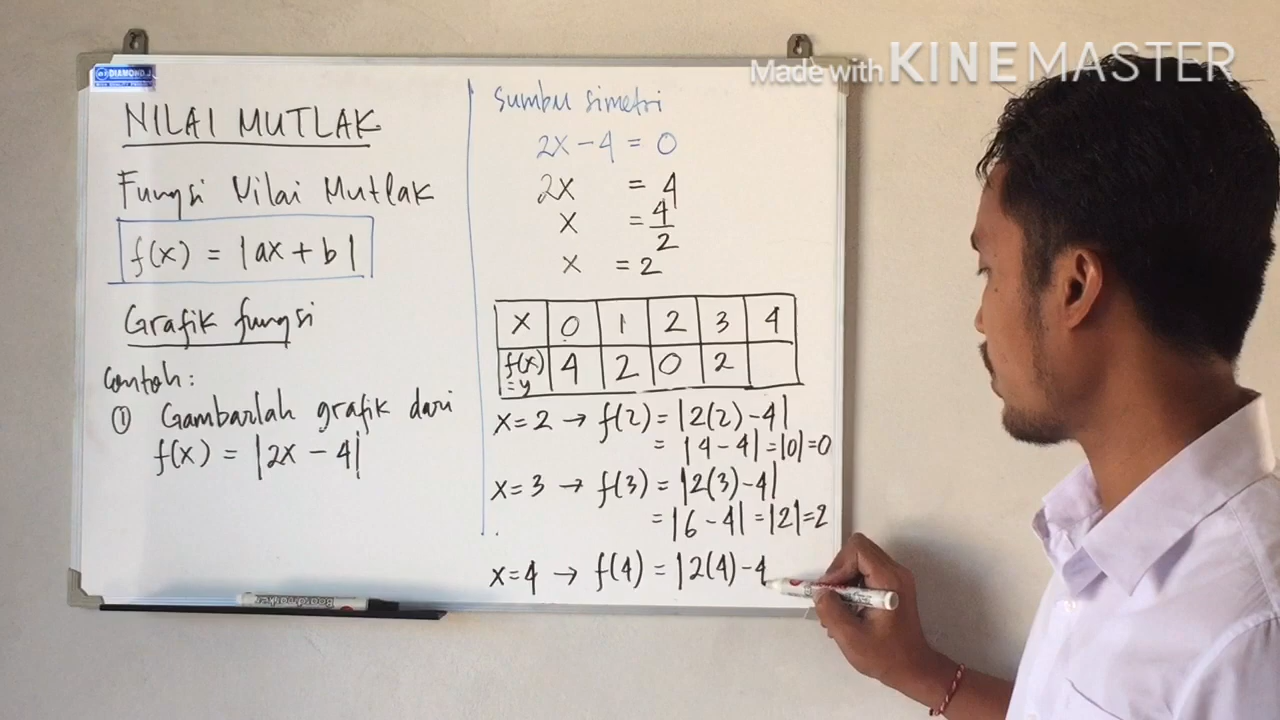 Made with KINEMASTER
DIAMOND
NILAI MUTLAK
Fungsi Nilai Mutlak
f(x) = |ax + b|
Grafik fungsi
Contoh:
① Gambarlah grafik dari
f(x) = |2x - 4|
Sumbu simetri
2x - 4 = 0
2x = 4
x = 4/2
x = 2
x 0 1 2 3 4
f(x) = y 4 2 0 2
x = 2 → f(2) = |2(2) - 4|
= |4 - 4| = |0| = 0
x = 3 → f(3) = |2(3) - 4|
= |6 - 4| = |2| = 2
x = 4 → f(4) = |2(4) - 4